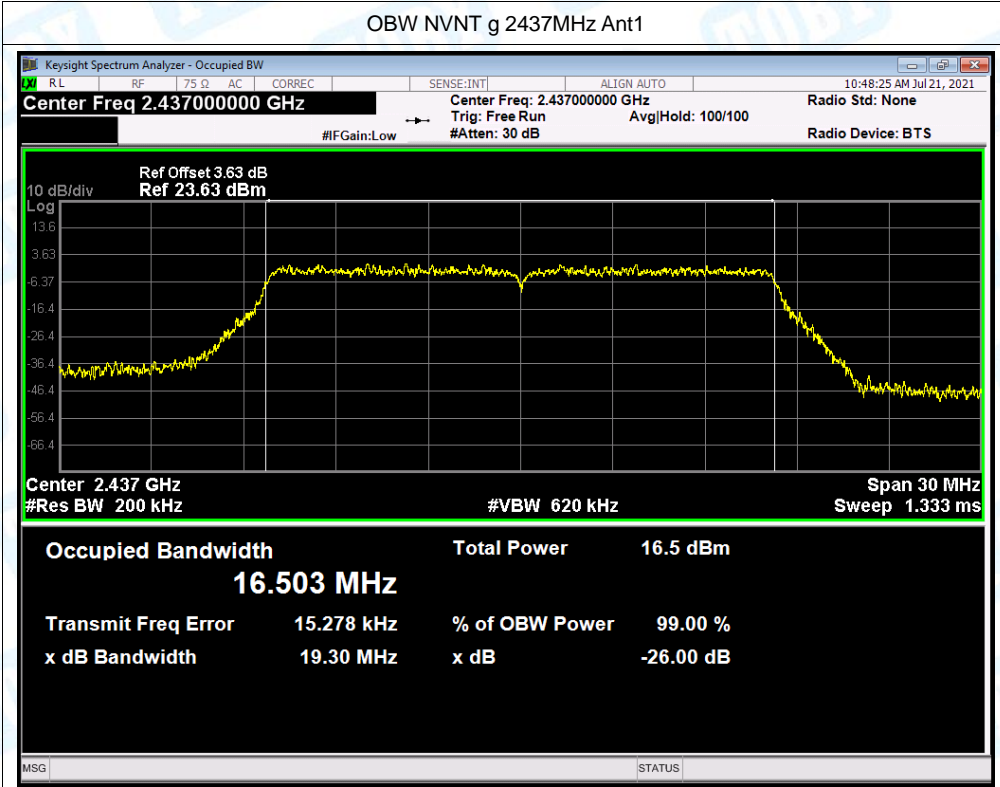 OBW NVNT g 2437MHz Ant1
Keysight Spectrum Analyzer - Occupied BW
LXI RL RF 75 Ω AC CORREC SENSE:INT ALIGN AUTO 10:48:25 AM Jul 21, 2021
Center Freq 2.437000000 GHz Center Freq: 2.437000000 GHz Radio Std: None
Trig: Free Run Avg|Hold: 100/100
#IFGain:Low #Atten: 30 dB Radio Device: BTS
Ref Offset 3.63 dB
10 dB/div Ref 23.63 dBm
Log
13.6
3.63
-6.37
-16.4
-26.4
-36.4
-46.4
-56.4
-66.4
Center 2.437 GHz Span 30 MHz
#Res BW 200 kHz #VBW 620 kHz Sweep 1.333 ms
Occupied Bandwidth Total Power 16.5 dBm
16.503 MHz
Transmit Freq Error 15.278 kHz % of OBW Power 99.00 %
x dB Bandwidth 19.30 MHz x dB -26.00 dB
MSG STATUS